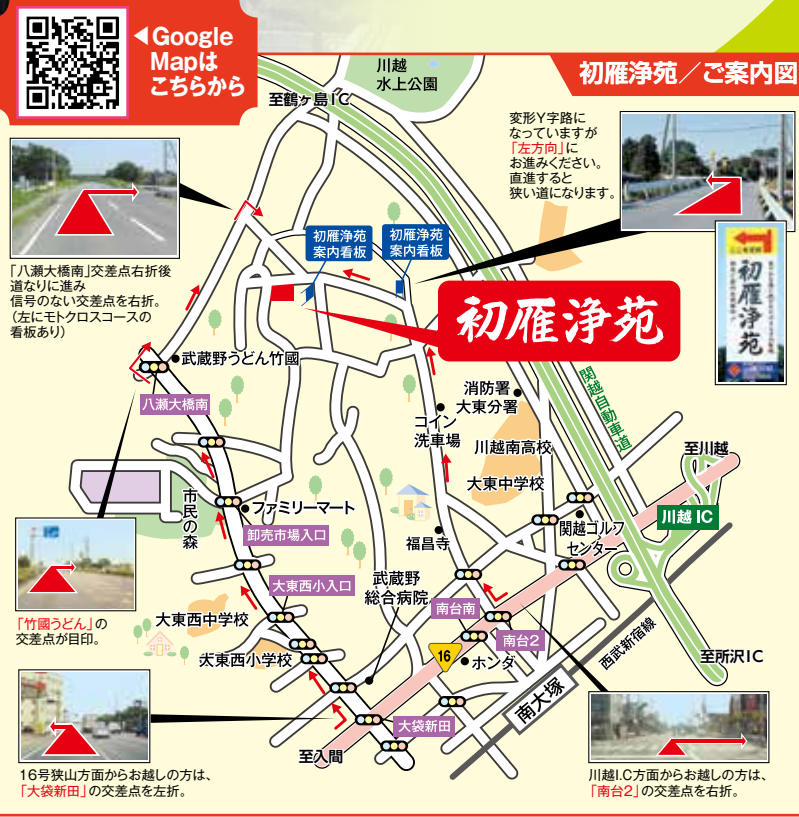 Google
Mapは
こちらから
初雁浄苑／ご案内図
川越
水上公園
至鶴ヶ島IC
変形Y字路に
なっていますが
「左方向」に
お進みください。
直進すると
狭い道になります。
「八瀬大橋南」交差点右折後
道なりに進み
信号のない交差点を右折。
（左にモトクロスコースの
看板あり）
初雁浄苑
案内看板
初雁浄苑
案内看板
初雁浄苑
初雁浄苑
武蔵野うどん竹國
八瀬大橋南
消防署
大東分署
コイン
洗車場
関越自動車道
川越南高校
大東中学校
至川越
川越 IC
市民の森
ファミリーマート
卸売市場入口
福昌寺
関越ゴルフ
センター
大東西小入口
武蔵野
総合病院
南台南
南台2
「竹國うどん」の
交差点が目印。
大東西中学校
大東西小学校
16
ホンダ
西武新宿線
至所沢IC
南大塚
大袋新田
至入間
16号狭山方面からお越しの方は、
「大袋新田」の交差点を左折。
川越I.C方面からお越しの方は、
「南台2」の交差点を右折。